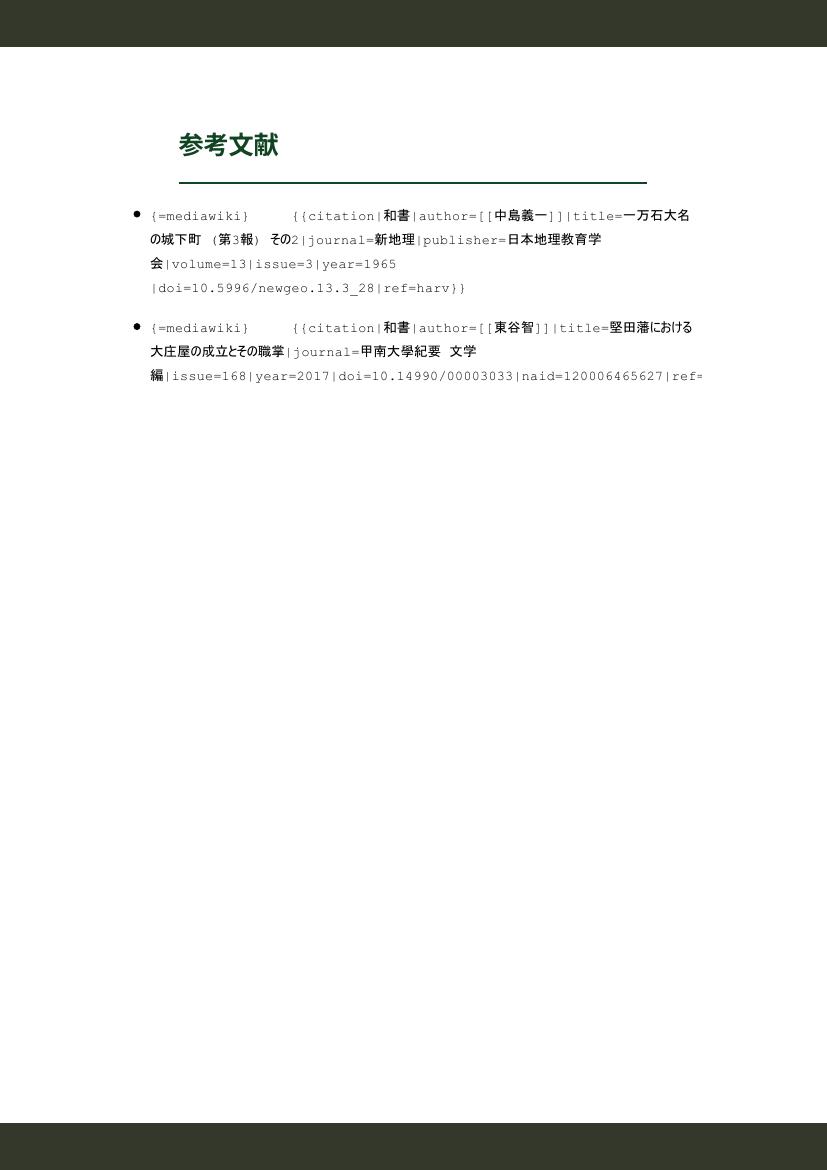 参考文献
• {=mediawiki} {{citation|和書|author=[[中島義一]]|title=一万石大名
の城下町 (第3報) その2|journal=新地理|publisher=日本地理教育学
会|volume=13|issue=3|year=1965
|doi=10.5996/newgeo.13.3_28|ref=harv}}
• {=mediawiki} {{citation|和書|author=[[東谷智]]|title=堅田藩における
大庄屋の成立とその職掌|journal=甲南大學紀要 文学
編|issue=168|year=2017|doi=10.14990/00003033|naid=120006465627|ref=